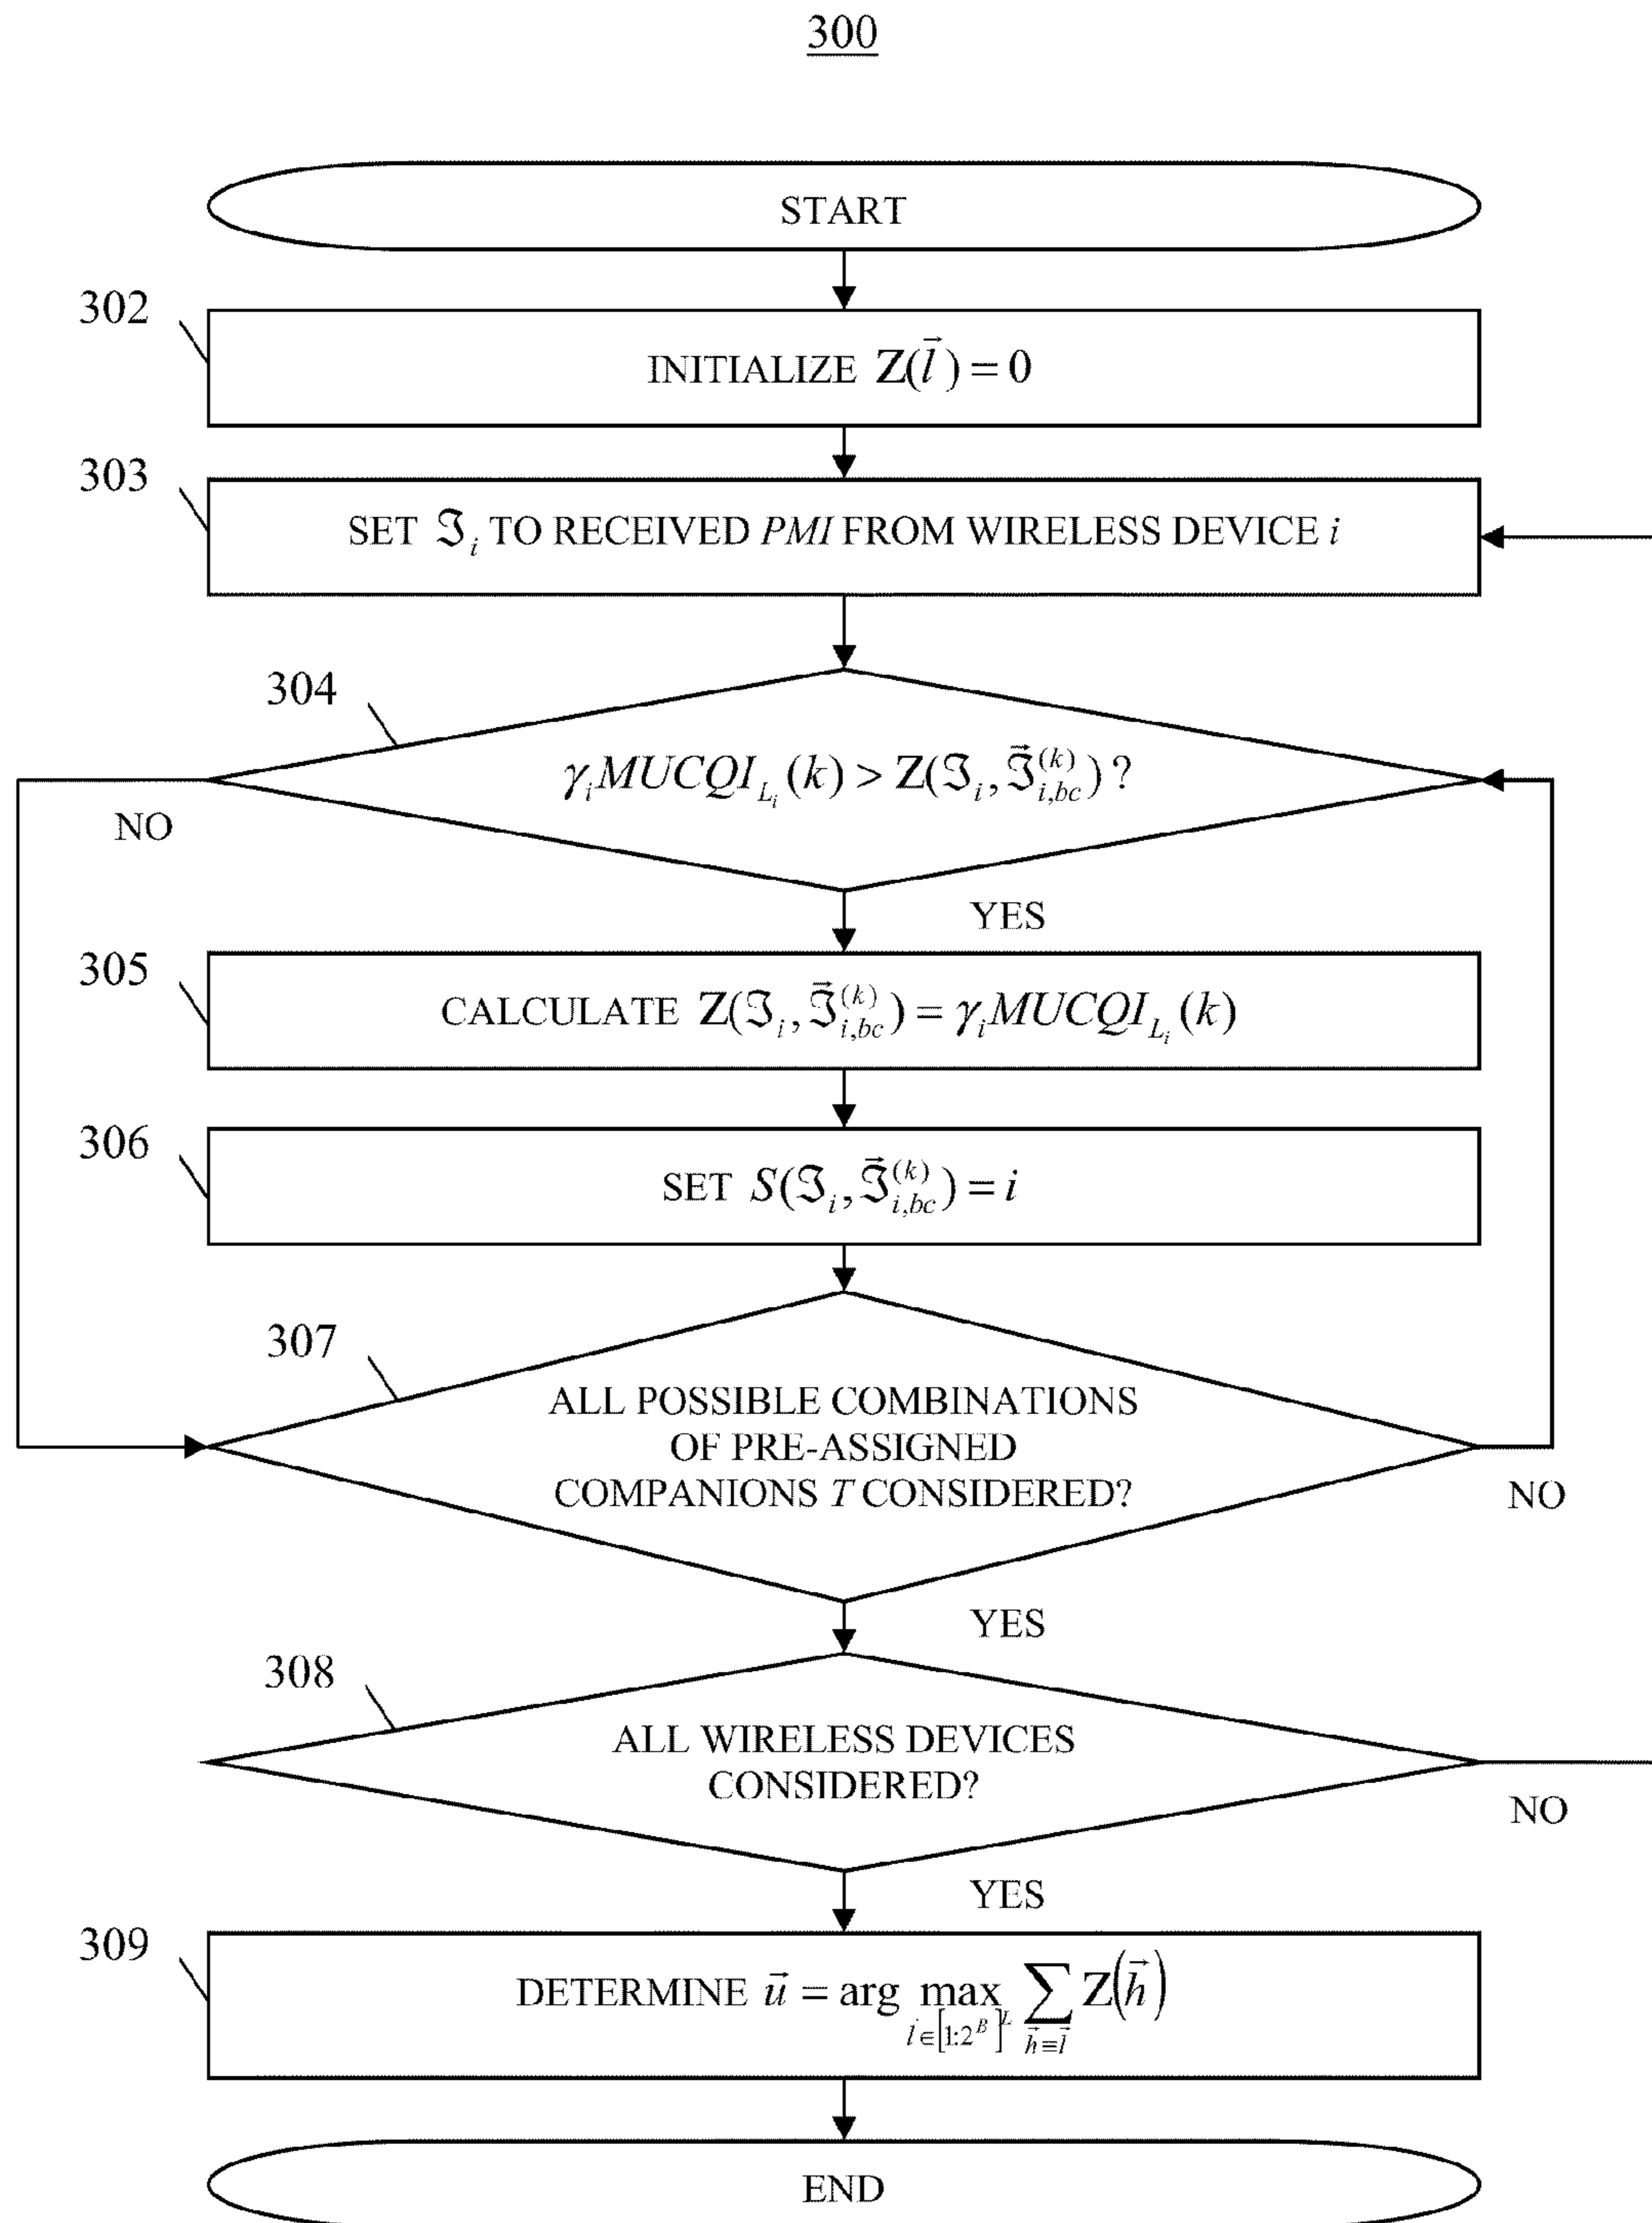 300
START
302
INITIALIZE Z(l⃗) = 0
303
SET ℑ_i TO RECEIVED PMI FROM WIRELESS DEVICE i
304
γ_i MUCQI_{L_i}(k) > Z(ℑ_i, ℑ⃗_{i,bc}^{(k)}) ?
NO
YES
305
CALCULATE Z(ℑ_i, ℑ⃗_{i,bc}^{(k)}) = γ_i MUCQI_{L_i}(k)
306
SET S(ℑ_i, ℑ⃗_{i,bc}^{(k)}) = i
307
ALL POSSIBLE COMBINATIONS
OF PRE-ASSIGNED
COMPANIONS T CONSIDERED?
NO
YES
308
ALL WIRELESS DEVICES
CONSIDERED?
NO
YES
309
DETERMINE u⃗ = arg max_{l∈[1:2^B]^L} ∑_{h⃗≡l⃗} Z(h⃗)
END